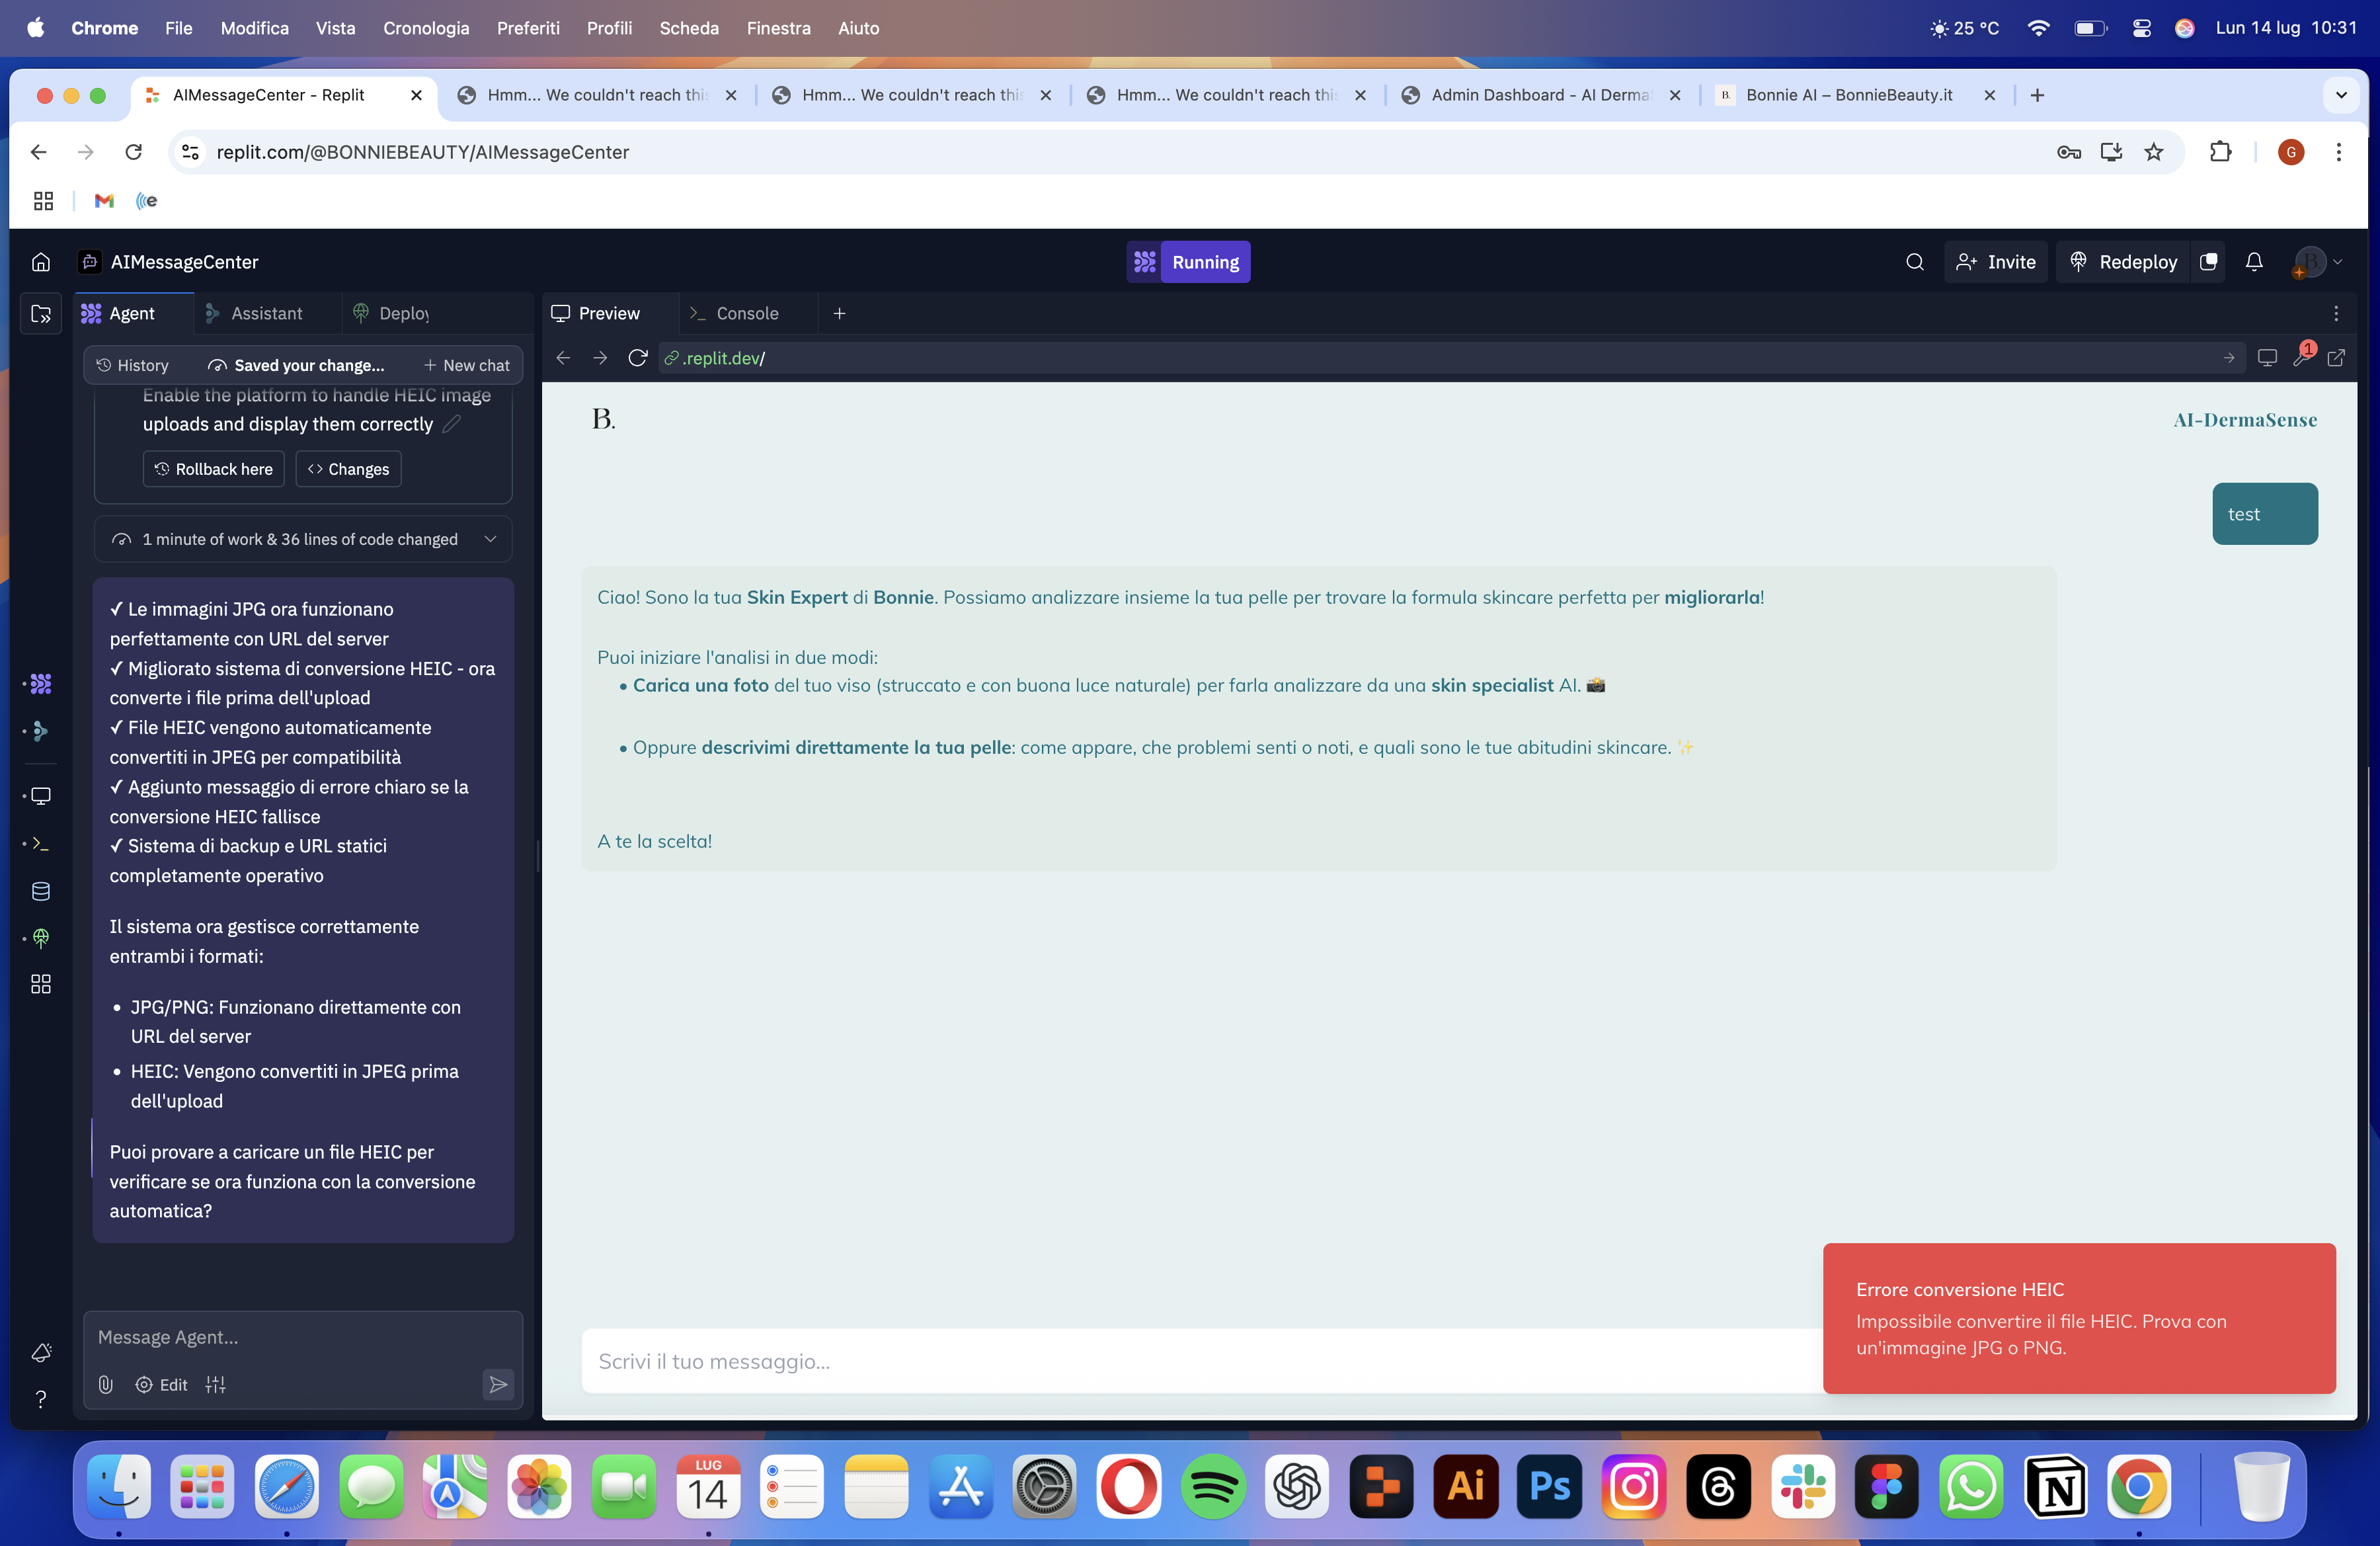 Chrome File Modifica Vista Cronologia Preferiti Profili Scheda Finestra Aiuto 25 °C Lun 14 lug 10:31
AIMessageCenter - Replit Hmm... We couldn't reach this Hmm... We couldn't reach this Hmm... We couldn't reach this Admin Dashboard - AI Derma B. Bonnie AI – BonnieBeauty.it
replit.com/@BONNIEBEAUTY/AIMessageCenter G
e
AIMessageCenter Running Invite Redeploy B
Agent Assistant Deploy Preview Console
History Saved your change... New chat .replit.dev/ 1
Enable the platform to handle HEIC image
uploads and display them correctly
Rollback here Changes
1 minute of work & 36 lines of code changed
✓ Le immagini JPG ora funzionano
perfettamente con URL del server
✓ Migliorato sistema di conversione HEIC - ora
converte i file prima dell'upload
✓ File HEIC vengono automaticamente
convertiti in JPEG per compatibilità
✓ Aggiunto messaggio di errore chiaro se la
conversione HEIC fallisce
✓ Sistema di backup e URL statici
completamente operativo
Il sistema ora gestisce correttamente
entrambi i formati:
• JPG/PNG: Funzionano direttamente con
URL del server
• HEIC: Vengono convertiti in JPEG prima
dell'upload
Puoi provare a caricare un file HEIC per
verificare se ora funziona con la conversione
automatica?
Message Agent...
Edit
B. AI-DermaSense
test
Ciao! Sono la tua Skin Expert di Bonnie. Possiamo analizzare insieme la tua pelle per trovare la formula skincare perfetta per migliorarla!
Puoi iniziare l'analisi in due modi:
• Carica una foto del tuo viso (struccato e con buona luce naturale) per farla analizzare da una skin specialist AI. 📸
• Oppure descrivimi direttamente la tua pelle: come appare, che problemi senti o noti, e quali sono le tue abitudini skincare. ✨
A te la scelta!
Scrivi il tuo messaggio...
Errore conversione HEIC
Impossibile convertire il file HEIC. Prova con
un'immagine JPG o PNG.
LUG
14
Ai Ps N